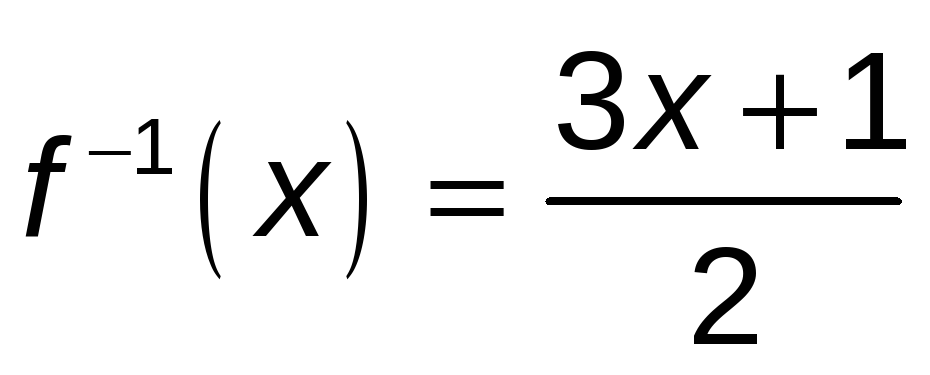 f⁻¹(x) = (3x+1)/2